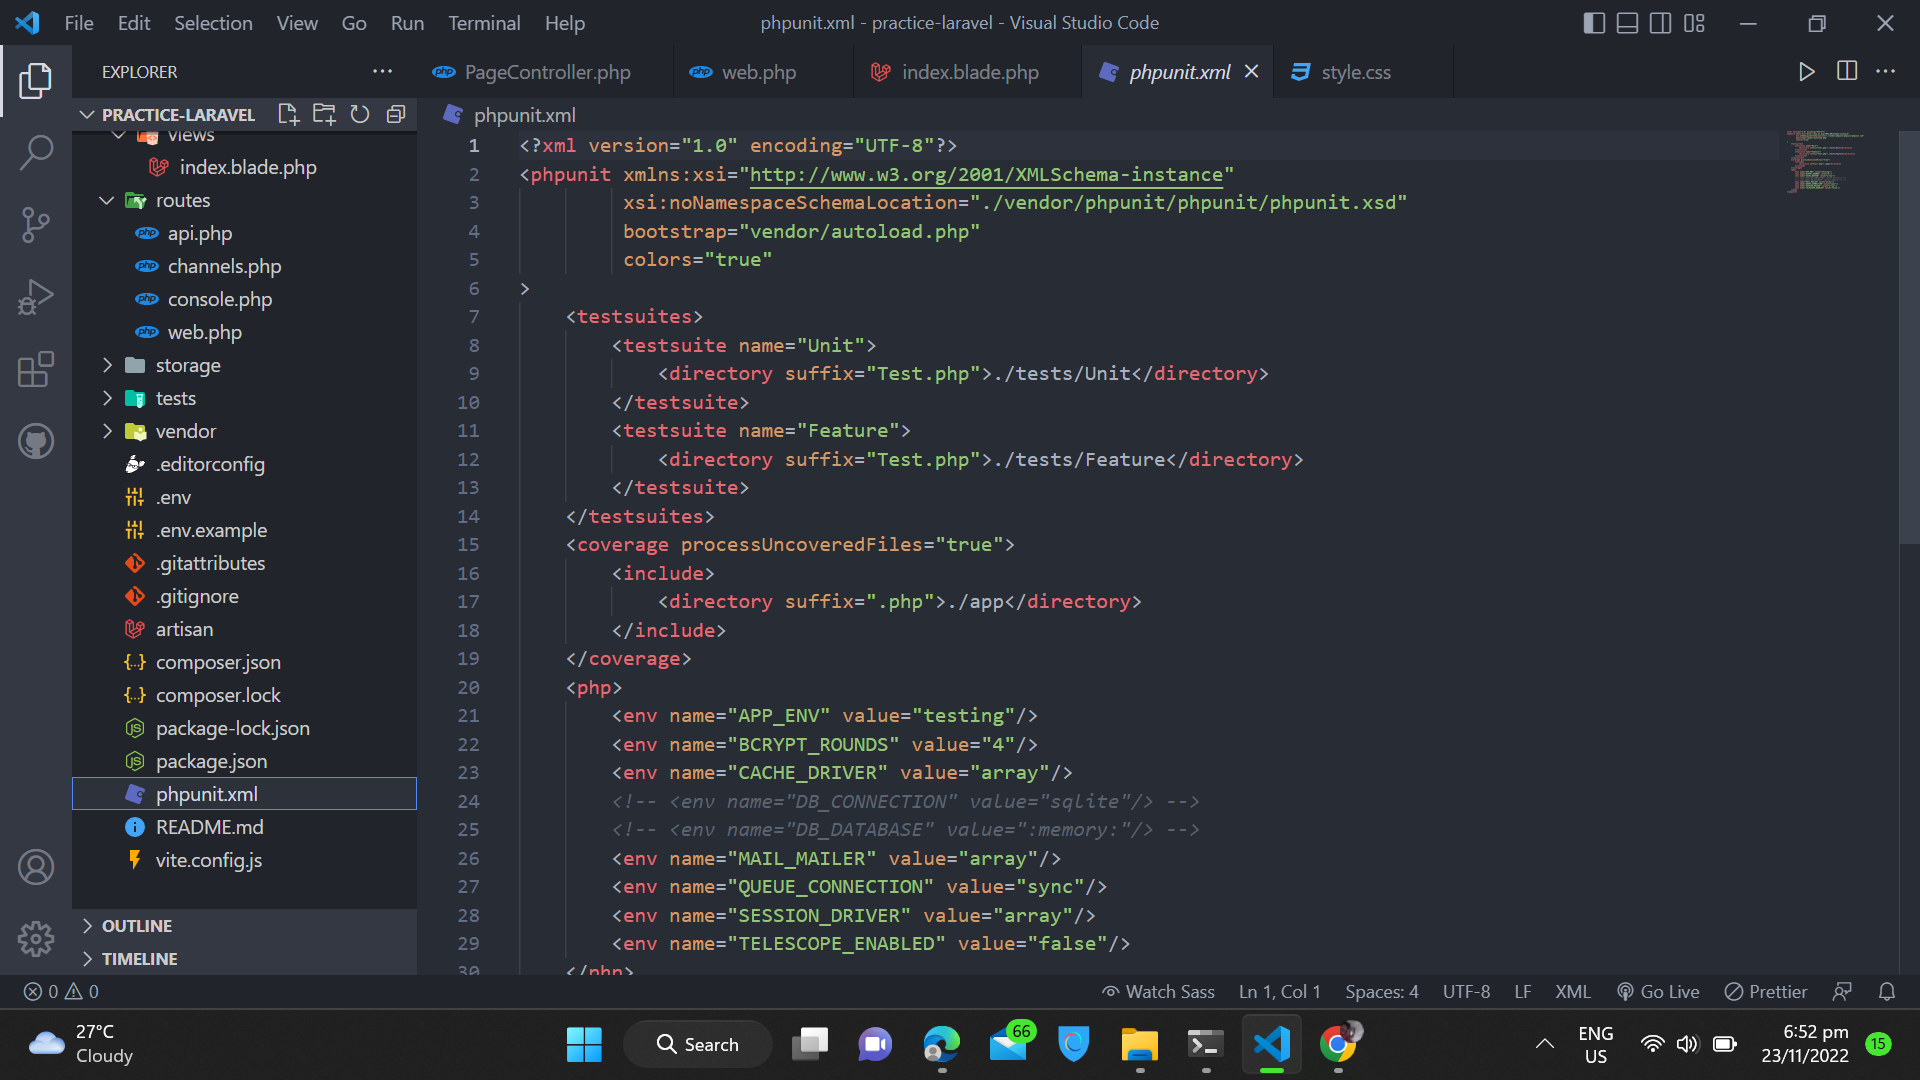 File Edit Selection View Go Run Terminal Help
phpunit.xml - practice-laravel - Visual Studio Code
EXPLORER
PageController.php
web.php
index.blade.php
phpunit.xml
style.css
PRACTICE-LARAVEL
phpunit.xml
views
index.blade.php
routes
api.php
channels.php
console.php
web.php
storage
tests
vendor
.editorconfig
.env
.env.example
.gitattributes
.gitignore
artisan
composer.json
composer.lock
package-lock.json
package.json
phpunit.xml
README.md
vite.config.js
OUTLINE
TIMELINE
1 <?xml version="1.0" encoding="UTF-8"?>
2 <phpunit xmlns:xsi="http://www.w3.org/2001/XMLSchema-instance"
3 xsi:noNamespaceSchemaLocation="./vendor/phpunit/phpunit/phpunit.xsd"
4 bootstrap="vendor/autoload.php"
5 colors="true"
6 >
7 <testsuites>
8 <testsuite name="Unit">
9 <directory suffix="Test.php">./tests/Unit</directory>
10 </testsuite>
11 <testsuite name="Feature">
12 <directory suffix="Test.php">./tests/Feature</directory>
13 </testsuite>
14 </testsuites>
15 <coverage processUncoveredFiles="true">
16 <include>
17 <directory suffix=".php">./app</directory>
18 </include>
19 </coverage>
20 <php>
21 <env name="APP_ENV" value="testing"/>
22 <env name="BCRYPT_ROUNDS" value="4"/>
23 <env name="CACHE_DRIVER" value="array"/>
24 <!-- <env name="DB_CONNECTION" value="sqlite"/> -->
25 <!-- <env name="DB_DATABASE" value=":memory:"/> -->
26 <env name="MAIL_MAILER" value="array"/>
27 <env name="QUEUE_CONNECTION" value="sync"/>
28 <env name="SESSION_DRIVER" value="array"/>
29 <env name="TELESCOPE_ENABLED" value="false"/>
30 </php>
0 0
Watch Sass Ln 1, Col 1 Spaces: 4 UTF-8 LF XML Go Live Prettier
27°C
Cloudy
Search
66
ENG
US
6:52 pm
23/11/2022
15